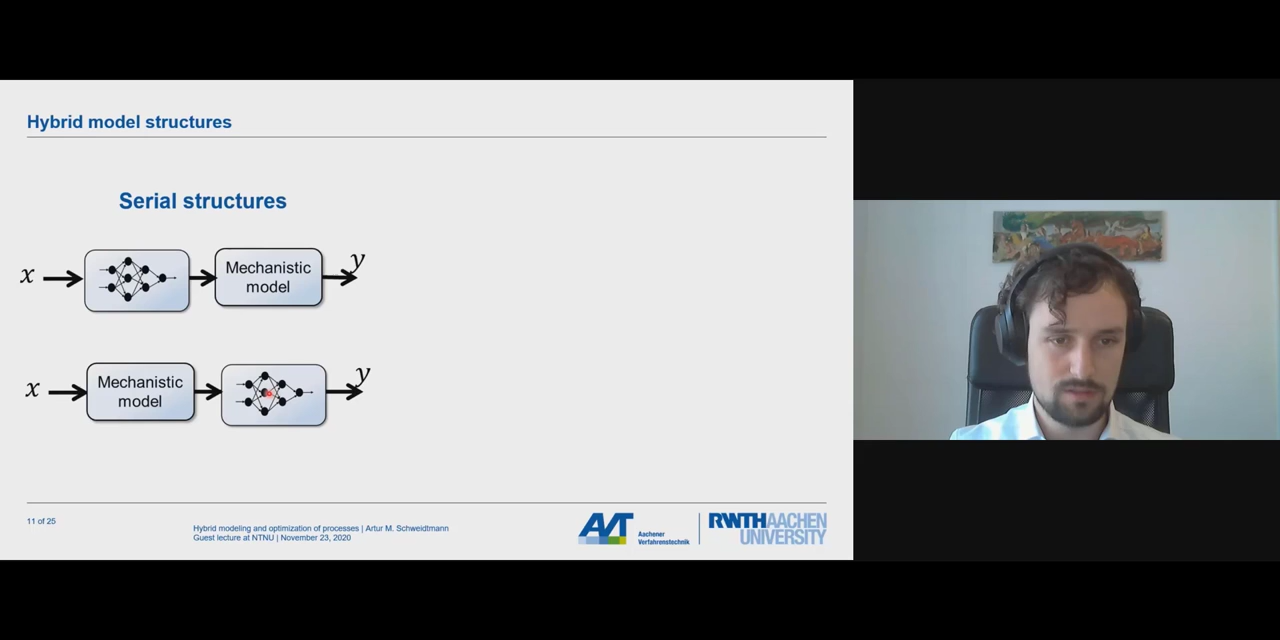 Hybrid model structures
Serial structures
x
Mechanistic
model
y
x
Mechanistic
model
y
11 of 25
Hybrid modeling and optimization of processes | Artur M. Schweidtmann
Guest lecture at NTNU | November 23, 2020
AVT
Aachener
Verfahrenstechnik
RWTHAACHEN
UNIVERSITY